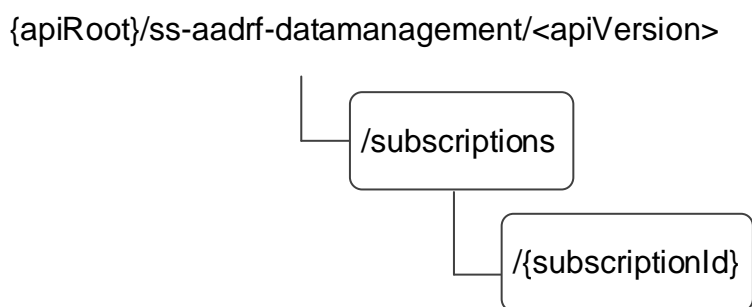 {apiRoot}/ss-aadrf-datamanagement/<apiVersion>
/subscriptions
/{subscriptionId}